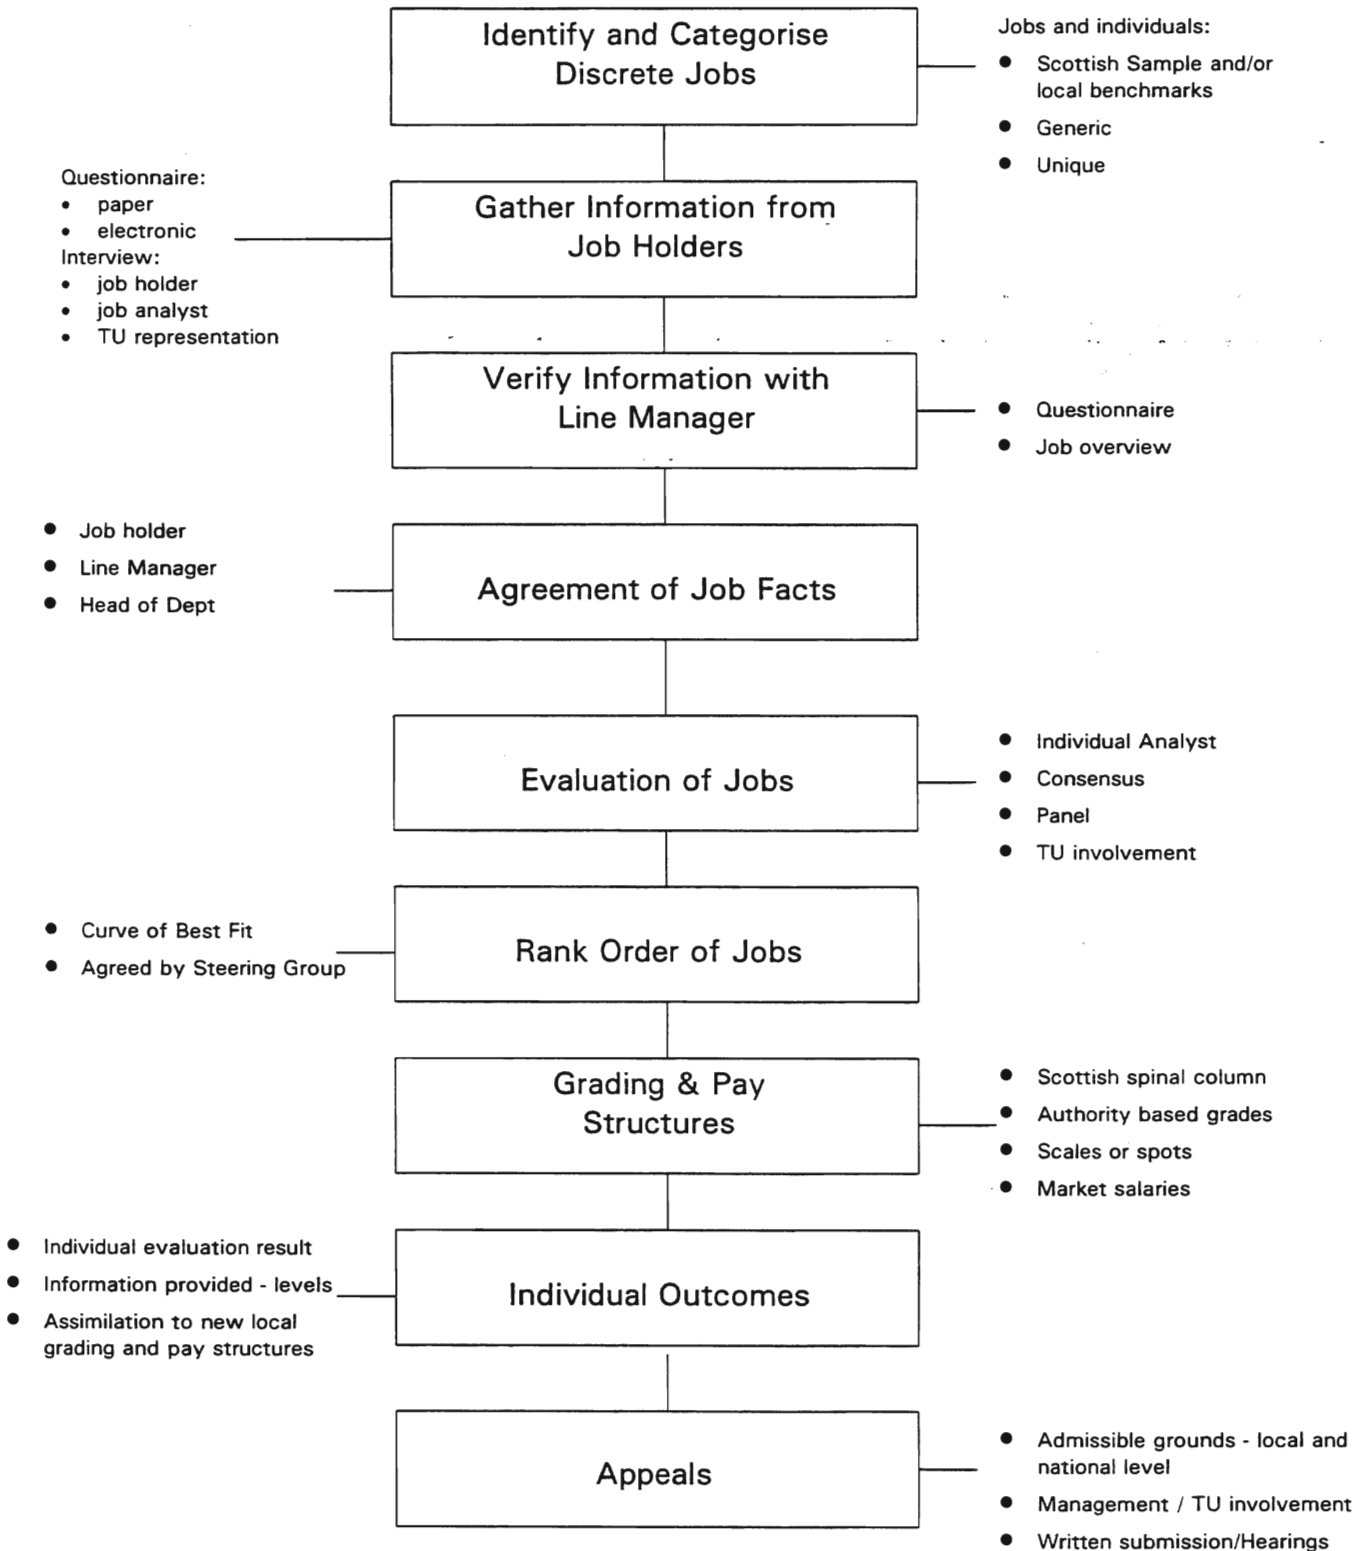 Identify and Categorise
Discrete Jobs
Jobs and individuals:
● Scottish Sample and/or
local benchmarks
● Generic
● Unique
Questionnaire:
• paper
• electronic
Interview:
• job holder
• job analyst
• TU representation
Gather Information from
Job Holders
Verify Information with
Line Manager
● Questionnaire
● Job overview
● Job holder
● Line Manager
● Head of Dept
Agreement of Job Facts
Evaluation of Jobs
● Individual Analyst
● Consensus
● Panel
● TU involvement
● Curve of Best Fit
● Agreed by Steering Group
Rank Order of Jobs
Grading & Pay
Structures
● Scottish spinal column
● Authority based grades
● Scales or spots
● Market salaries
● Individual evaluation result
● Information provided - levels
● Assimilation to new local
grading and pay structures
Individual Outcomes
Appeals
● Admissible grounds - local and
national level
● Management / TU involvement
● Written submission/Hearings